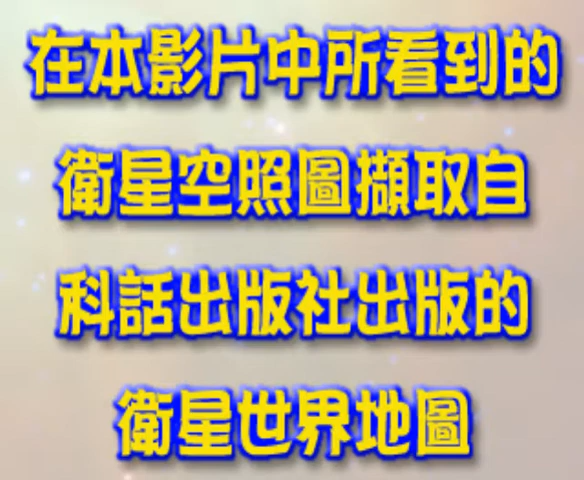 在本影片中所看到的
衛星空照圖擷取自
科話出版社出版的
衛星世界地圖